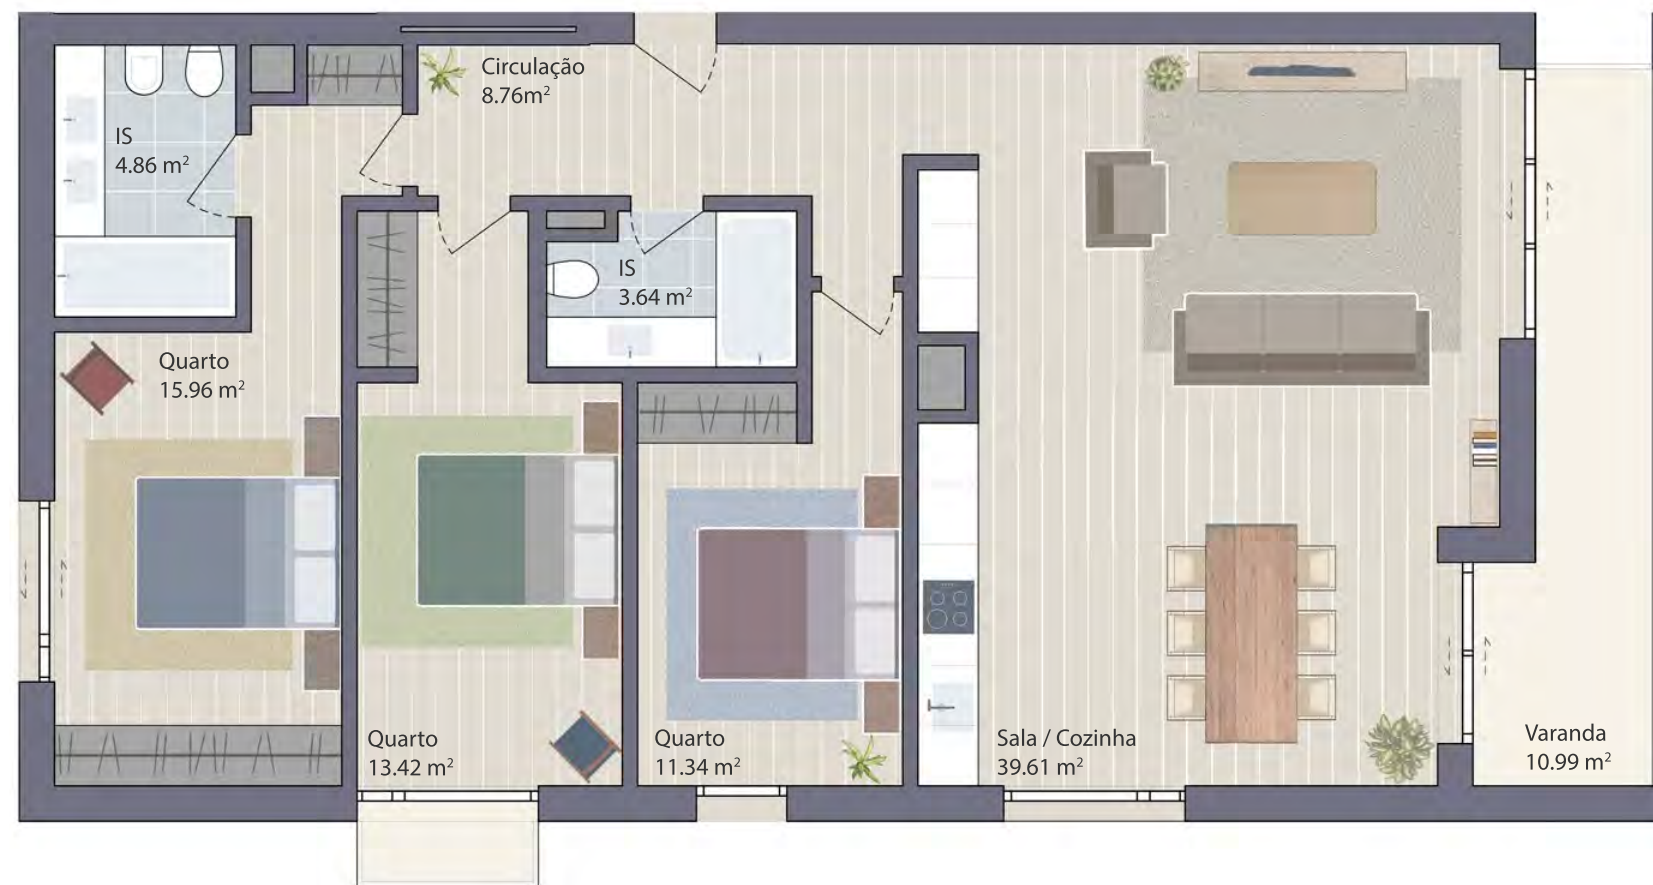 Circulação
8.76m²
IS
4.86 m²
IS
3.64 m²
Quarto
15.96 m²
Quarto
13.42 m²
Quarto
11.34 m²
Sala / Cozinha
39.61 m²
Varanda
10.99 m²